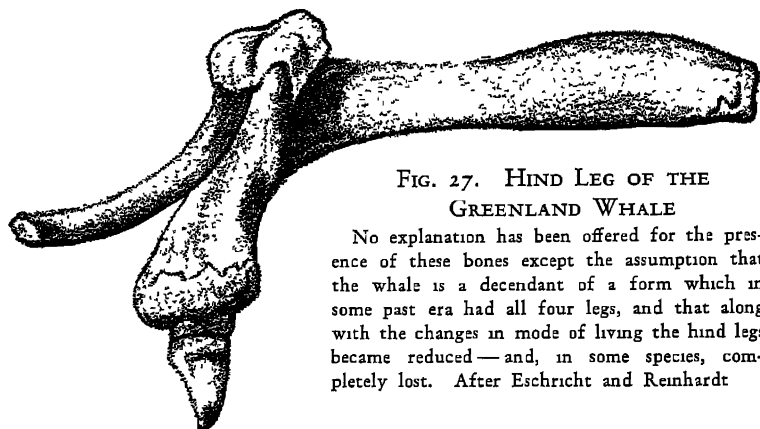 FIG. 27. HIND LEG OF THE
GREENLAND WHALE
No explanation has been offered for the pres-
ence of these bones except the assumption that
the whale is a decendant of a form which in
some past era had all four legs, and that along
with the changes in mode of living the hind legs
became reduced — and, in some species, com-
pletely lost. After Eschricht and Reinhardt